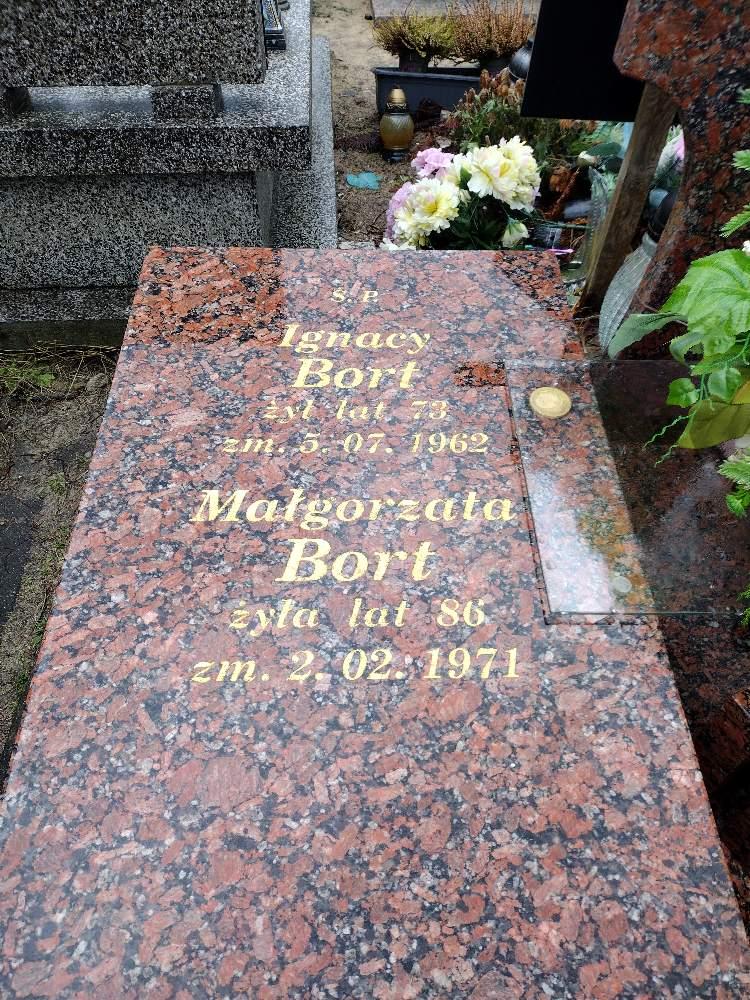 Ś. P.
Ignacy
Bort
żył lat 73
zm. 5. 07. 1962
Małgorzata
Bort
żyła lat 86
zm. 2. 02. 1971